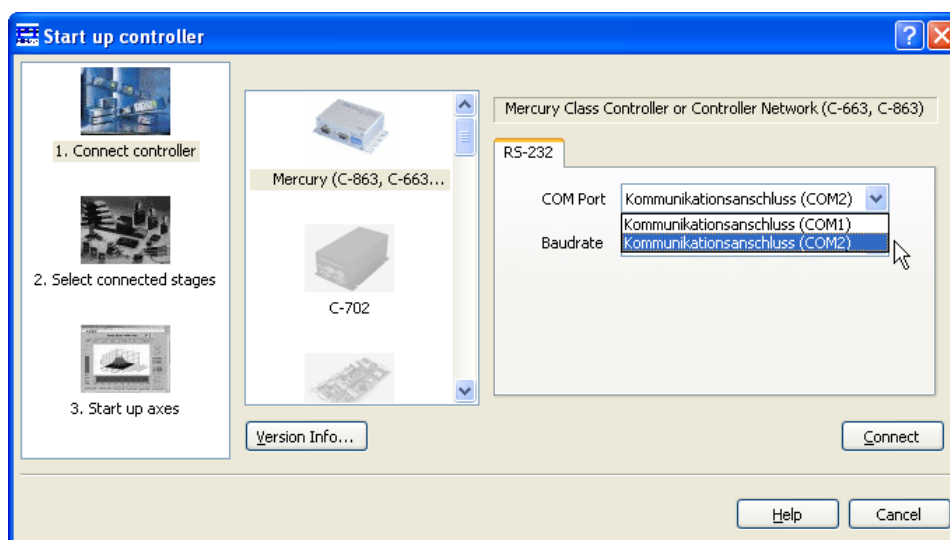 Start up controller
1. Connect controller
2. Select connected stages
3. Start up axes
Mercury (C-863, C-663...
C-702
Version Info...
Mercury Class Controller or Controller Network (C-663, C-863)
RS-232
COM Port
Kommunikationsanschluss (COM2)
Kommunikationsanschluss (COM1)
Kommunikationsanschluss (COM2)
Baudrate
Connect
Help
Cancel